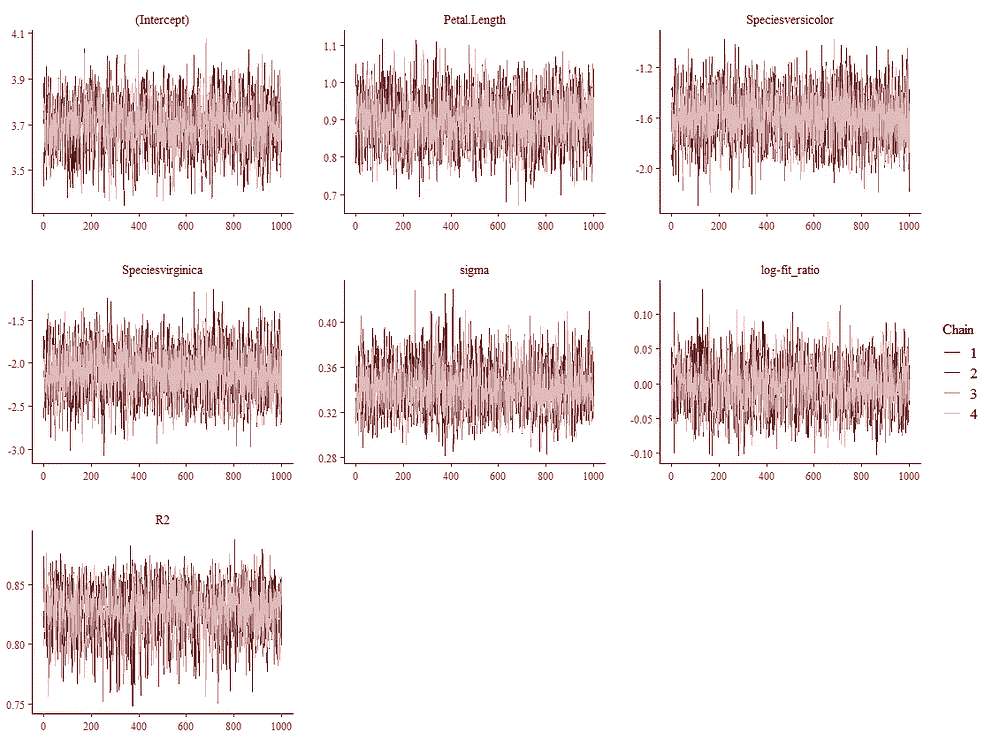 (Intercept)
4.1
3.9
3.7
3.5
0 200 400 600 800 1000
Petal.Length
1.1
1.0
0.9
0.8
0.7
0 200 400 600 800 1000
Speciesversicolor
-1.2
-1.6
-2.0
0 200 400 600 800 1000
Speciesvirginica
-1.5
-2.0
-2.5
-3.0
0 200 400 600 800 1000
sigma
0.40
0.36
0.32
0.28
0 200 400 600 800 1000
log-fit_ratio
0.10
0.05
0.00
-0.05
-0.10
0 200 400 600 800 1000
Chain
1
2
3
4
R2
0.85
0.80
0.75
0 200 400 600 800 1000